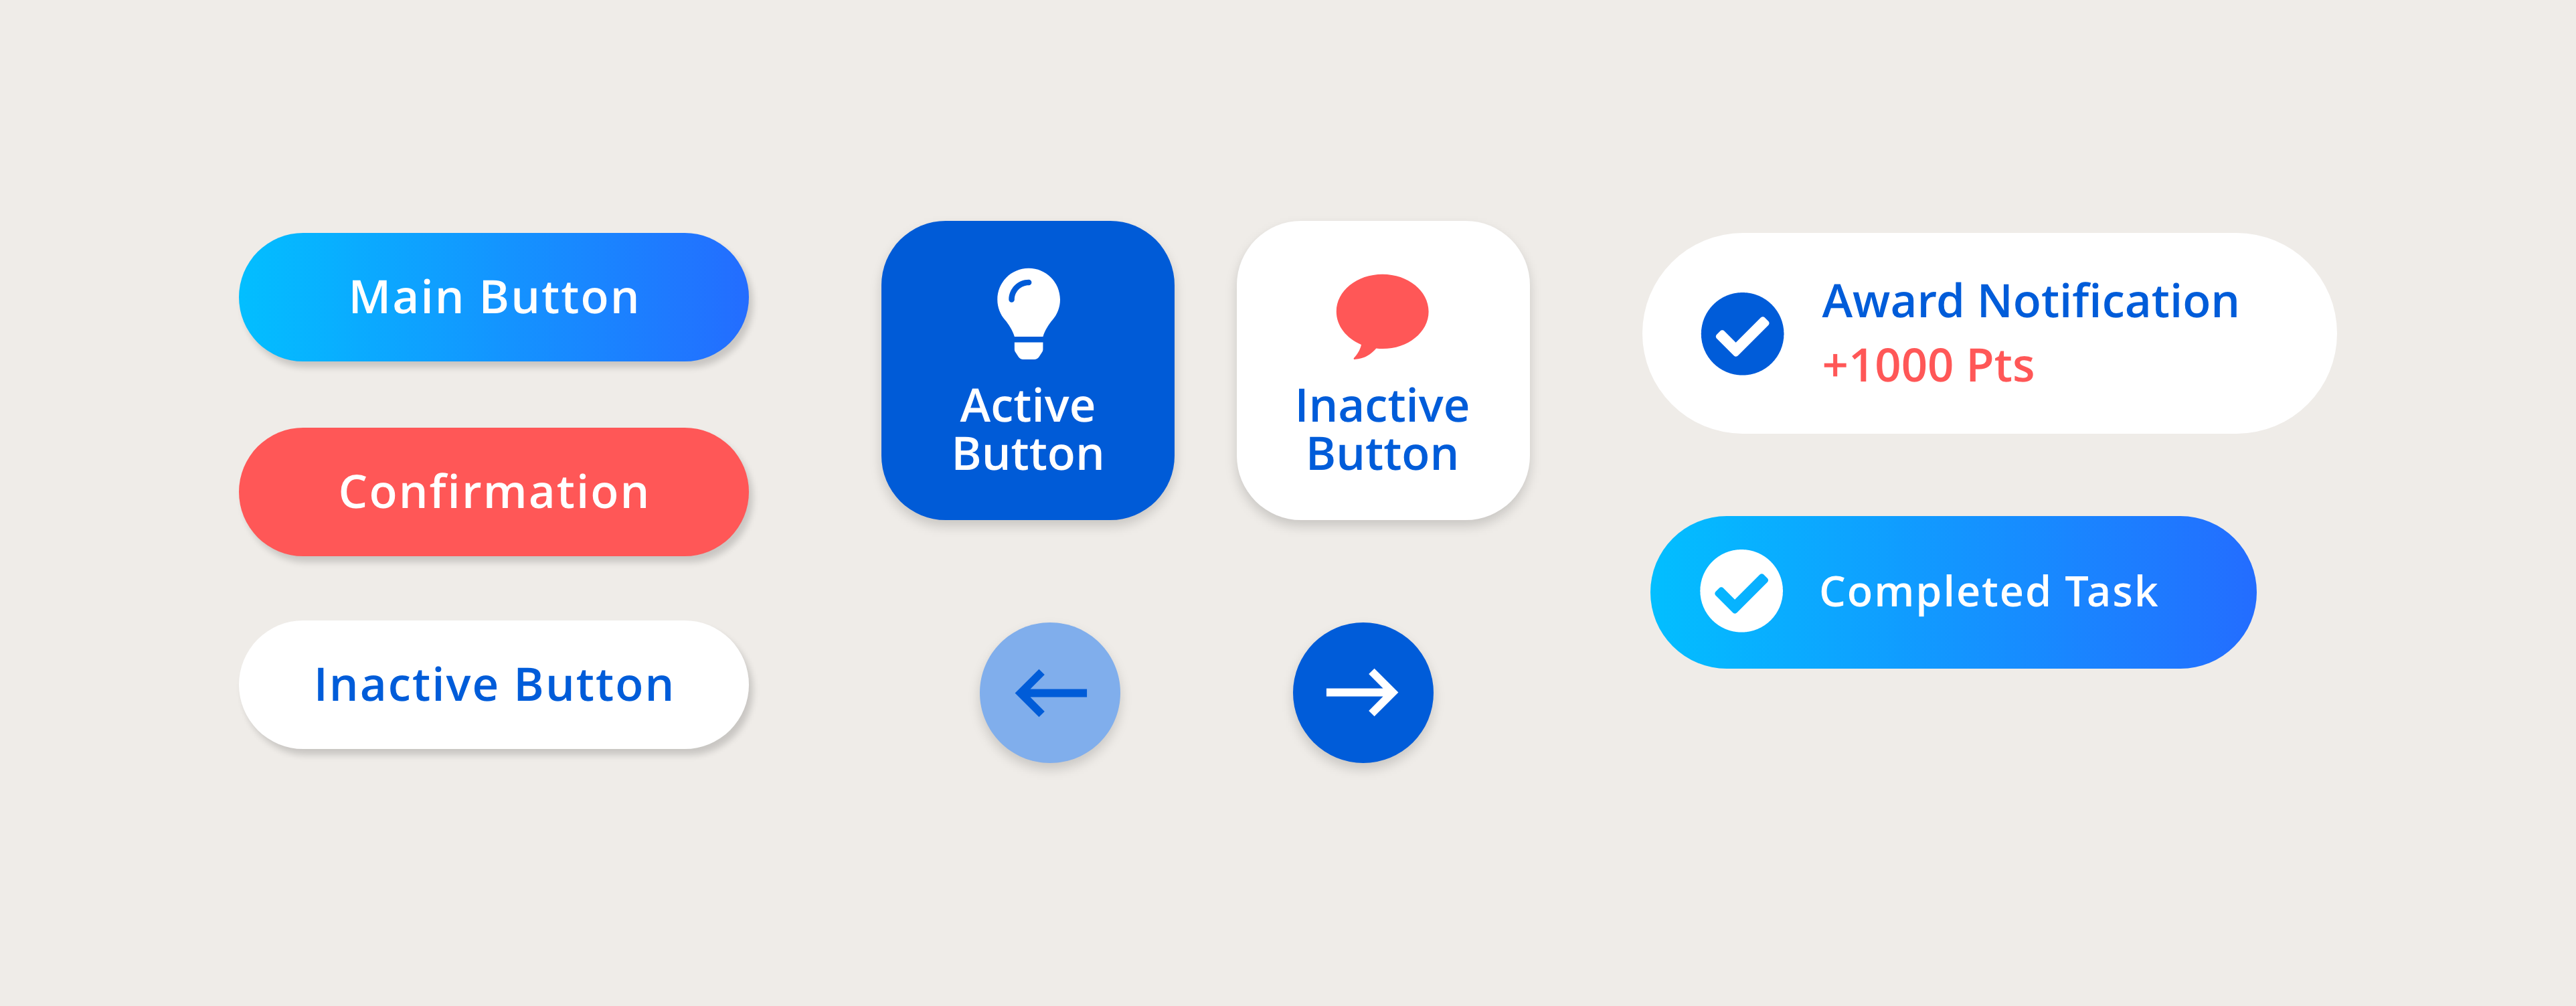 Main Button
Confirmation
Inactive Button
Active
Button
Inactive
Button
Award Notification
+1000 Pts
Completed Task